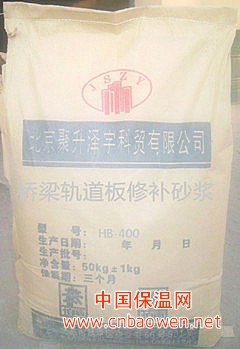 JSZY
北京聚升泽宇科贸有限公司
桥梁轨道板修补砂浆
型 号： HB-400
生产日期： 年 月 日
生产批号：
净含量：50kg±1kg
保质期：三个月
中国保温网
www.cnbaowen.net